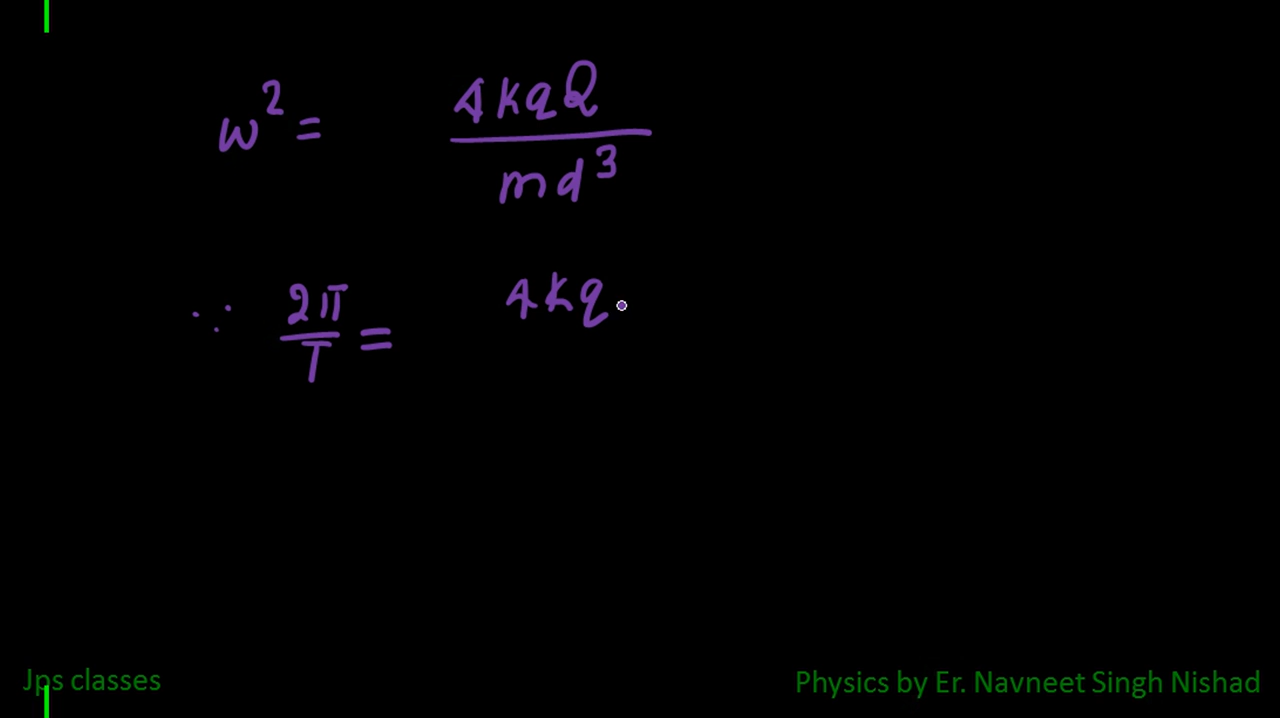 w² = 4kqQ / md³
∵ 2π / T = 4kq
Jps classes
Physics by Er. Navneet Singh Nishad